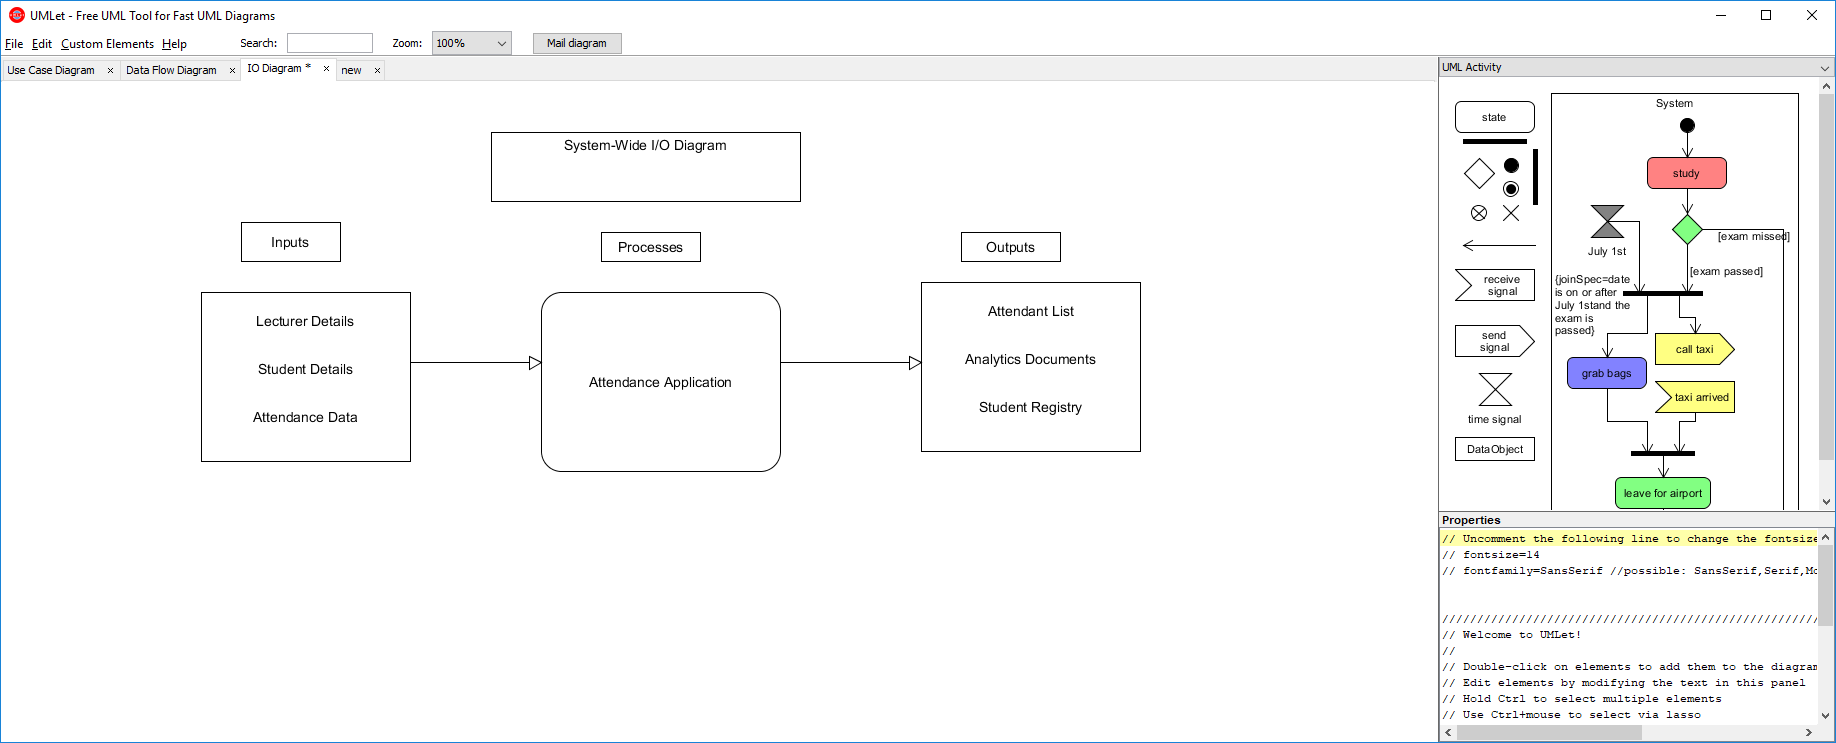 UMLet - Free UML Tool for Fast UML Diagrams
File Edit Custom Elements Help Search: Zoom: 100% Mail diagram
Use Case Diagram × Data Flow Diagram × IO Diagram * × new ×
System-Wide I/O Diagram
Inputs
Processes
Outputs
Lecturer Details
Student Details
Attendance Data
Attendance Application
Attendant List
Analytics Documents
Student Registry
UML Activity
state
receive
signal
send
signal
time signal
DataObject
System
study
July 1st
[exam missed]
[exam passed]
{joinSpec=date
is on or after
July 1stand the
exam is
passed}
call taxi
grab bags
taxi arrived
leave for airport
Properties
// Uncomment the following line to change the fontsize
// fontsize=14
// fontfamily=SansSerif //possible: SansSerif,Serif,Mo
//////////////////////////////////////////////////////
// Welcome to UMLet!
//
// Double-click on elements to add them to the diagram
// Edit elements by modifying the text in this panel
// Hold Ctrl to select multiple elements
// Use Ctrl+mouse to select via lasso